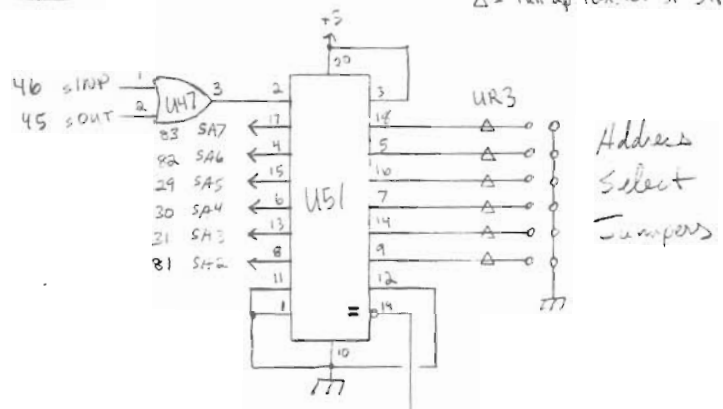 Δ =
+5
20
46 sINP 1
U47 3 2 3 UR3
45 sOUT 2
83 SA7 17 18
82 SA6 4 5 Address
29 SA5 15 16 Select
U51
30 SA4 6 7 Jumpers
31 SA3 13 14
81 SA2 8 9
11 12
1 = 19
10